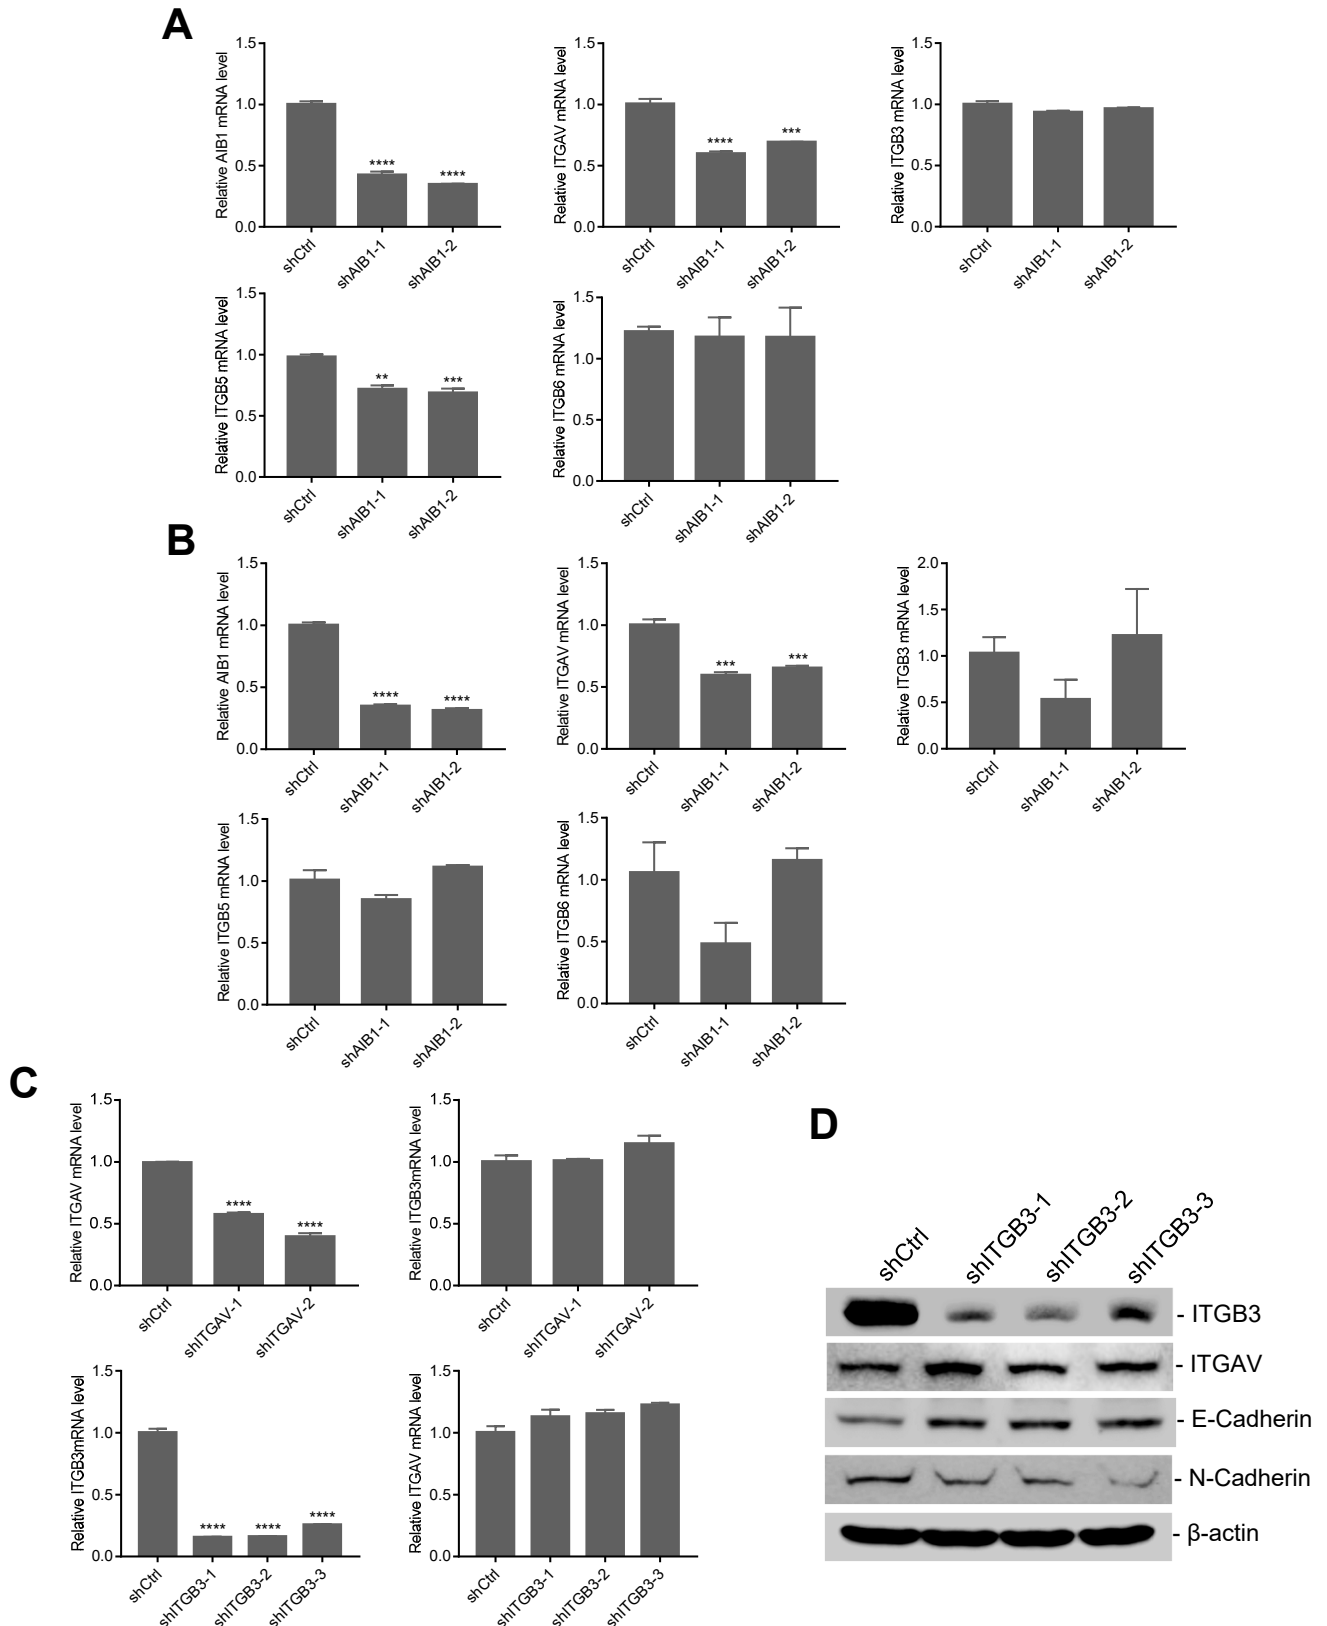 A
Relative AIB1 mRNA level
1.5
1.0
0.5
0.0
****
****
shCtrl
shAIB1-1
shAIB1-2
Relative ITGAV mRNA level
1.5
1.0
0.5
0.0
****
***
shCtrl
shAIB1-1
shAIB1-2
Relative ITGB3 mRNA level
1.5
1.0
0.5
0.0
shCtrl
shAIB1-1
shAIB1-2
Relative ITGB5 mRNA level
1.5
1.0
0.5
0.0
**
***
shCtrl
shAIB1-1
shAIB1-2
Relative ITGB6 mRNA level
1.5
1.0
0.5
0.0
shCtrl
shAIB1-1
shAIB1-2
B
Relative AIB1 mRNA level
1.5
1.0
0.5
0.0
****
****
shCtrl
shAIB1-1
shAIB1-2
Relative ITGAV mRNA level
1.5
1.0
0.5
0.0
***
***
shCtrl
shAIB1-1
shAIB1-2
Relative ITGB3 mRNA level
2.0
1.5
1.0
0.5
0.0
shCtrl
shAIB1-1
shAIB1-2
Relative ITGB5 mRNA level
1.5
1.0
0.5
0.0
shCtrl
shAIB1-1
shAIB1-2
Relative ITGB6 mRNA level
1.5
1.0
0.5
0.0
shCtrl
shAIB1-1
shAIB1-2
C
Relative ITGAV mRNA level
1.5
1.0
0.5
0.0
****
****
shCtrl
shITGAV-1
shITGAV-2
Relative ITGB3mRNA level
1.5
1.0
0.5
0.0
shCtrl
shITGAV-1
shITGAV-2
Relative ITGB3mRNA level
1.5
1.0
0.5
0.0
****
****
****
shCtrl
shITGB3-1
shITGB3-2
shITGB3-3
Relative ITGAV mRNA level
1.5
1.0
0.5
0.0
shCtrl
shITGB3-1
shITGB3-2
shITGB3-3
D
shCtrl
shITGB3-1
shITGB3-2
shITGB3-3
- ITGB3
- ITGAV
- E-Cadherin
- N-Cadherin
- β-actin